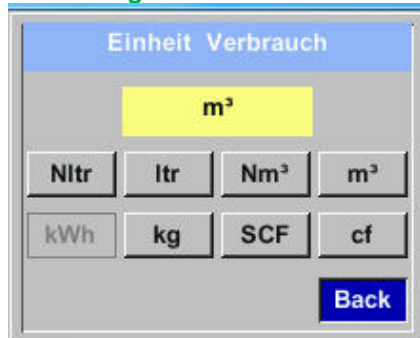 Einheit Verbrauch
m³
Nltr ltr Nm³ m³
kWh kg SCF cf
Back